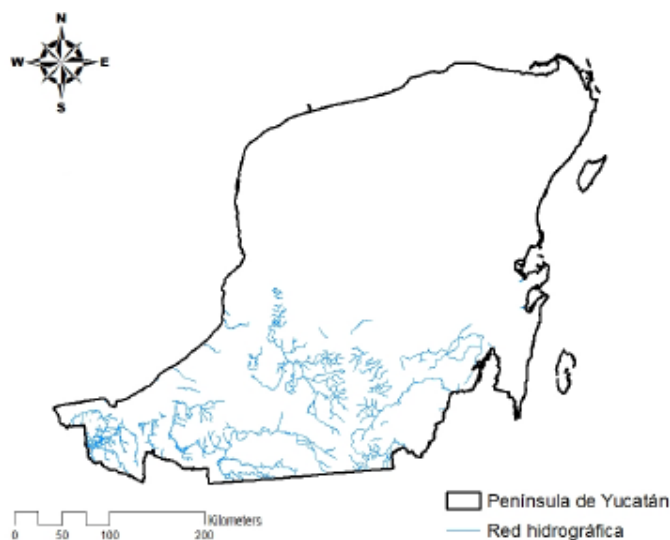 N
W E
S
Península de Yucatán
Red hidrográfica
Kilometers
0 50 100 200